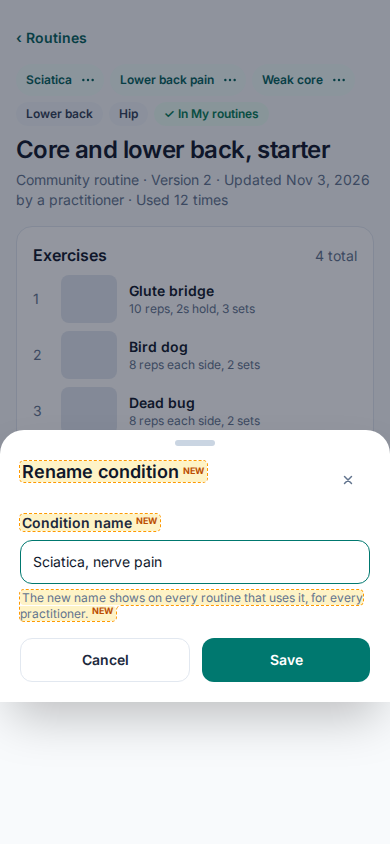 ‹ Routines
Sciatica ··· Lower back pain ··· Weak core ···
Lower back Hip ✓ In My routines
Core and lower back, starter
Community routine · Version 2 · Updated Nov 3, 2026
by a practitioner · Used 12 times
Exercises 4 total
1 Glute bridge
10 reps, 2s hold, 3 sets
2 Bird dog
8 reps each side, 2 sets
3 Dead bug
8 reps each side, 2 sets
Rename condition NEW
×
Condition name NEW
Sciatica, nerve pain
The new name shows on every routine that uses it, for every
practitioner. NEW
Cancel Save